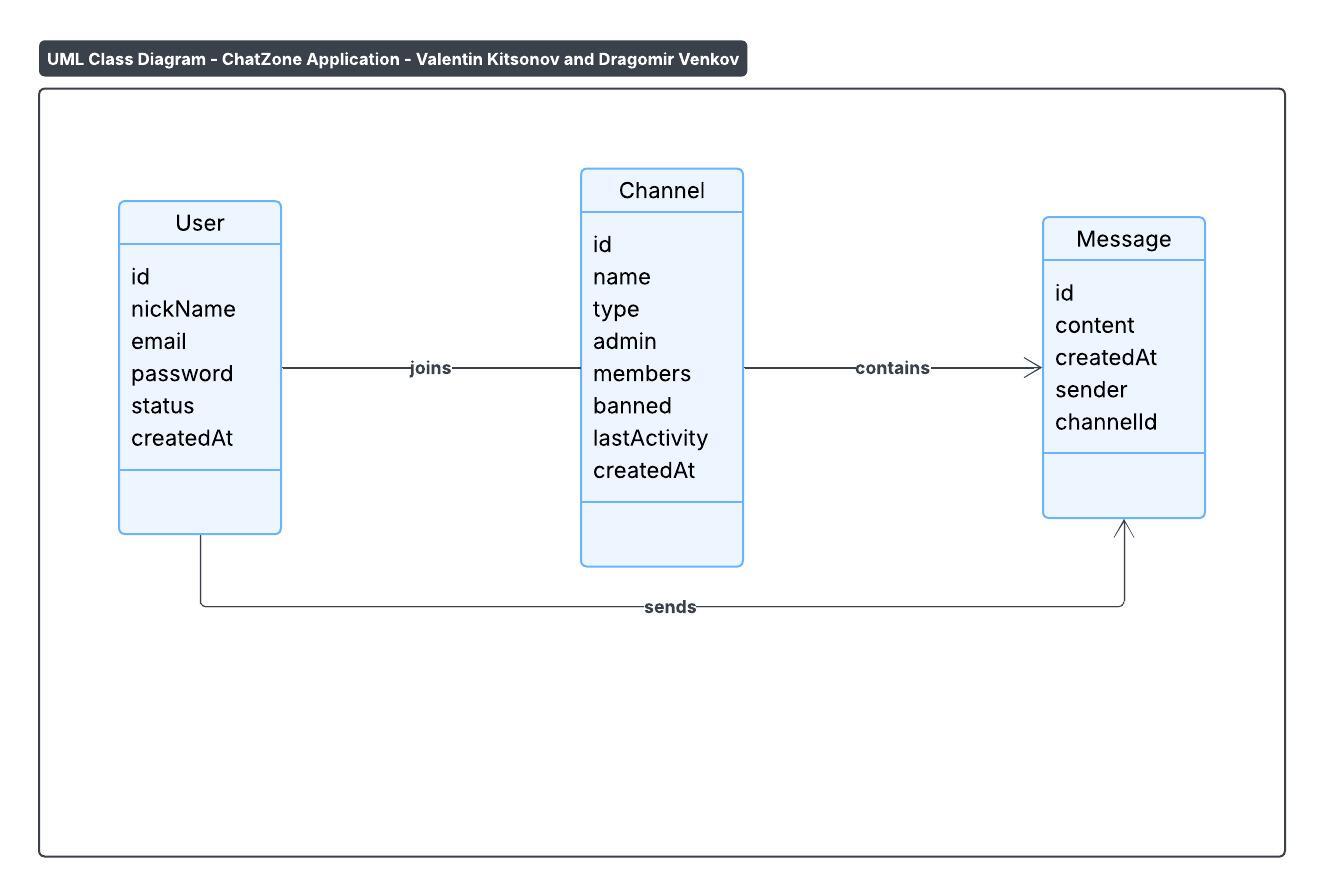 UML Class Diagram - ChatZone Application - Valentin Kitsonov and Dragomir Venkov
User
id
nickName
email
password
status
createdAt
joins
Channel
id
name
type
admin
members
banned
lastActivity
createdAt
contains
Message
id
content
createdAt
sender
channelId
sends